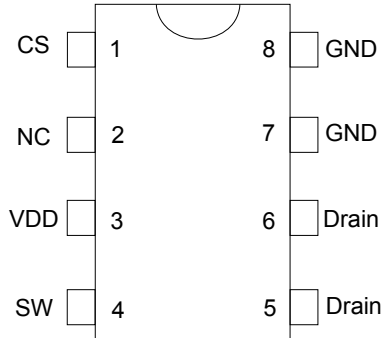 CS 1 8 GND
NC 2 7 GND
VDD 3 6 Drain
SW 4 5 Drain